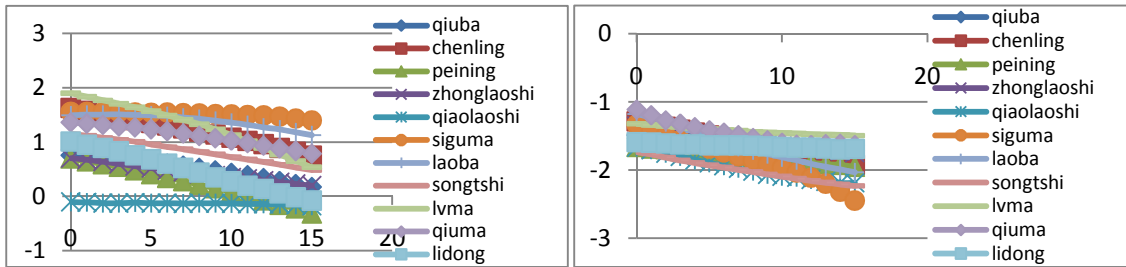 3
2
1
0
-1
0
5
10
15
20
qiuba
chenling
peining
zhonglaoshi
qiaolaoshi
siguma
laoba
songtshi
lvma
qiuma
lidong
0
-1
-2
-3
0
10
20
qiuba
chenling
peining
zhonglaoshi
qiaolaoshi
siguma
laoba
songtshi
lvma
qiuma
lidong